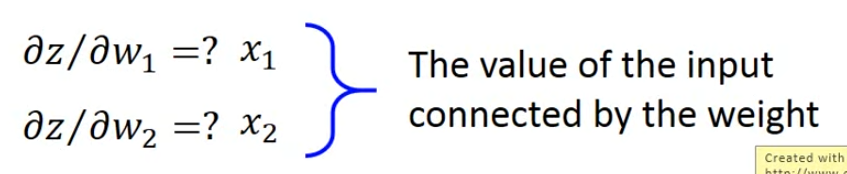 ∂z/∂w₁ =? x₁
∂z/∂w₂ =? x₂
The value of the input
connected by the weight
Created with